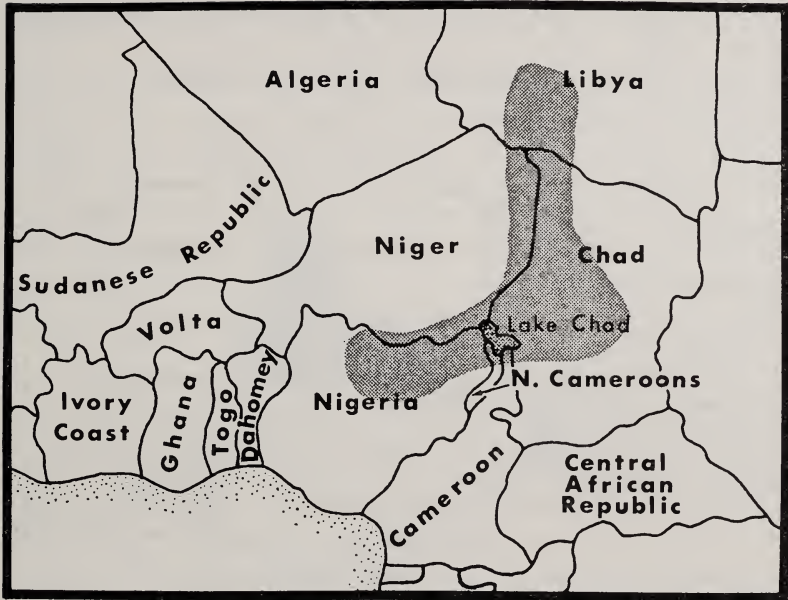 Algeria
Libya
Sudanese Republic
Niger
Chad
Volta
Lake Chad
N. Cameroons
Ivory
Coast
Ghana
Togo
Dahomey
Nigeria
Cameroon
Central
African
Republic